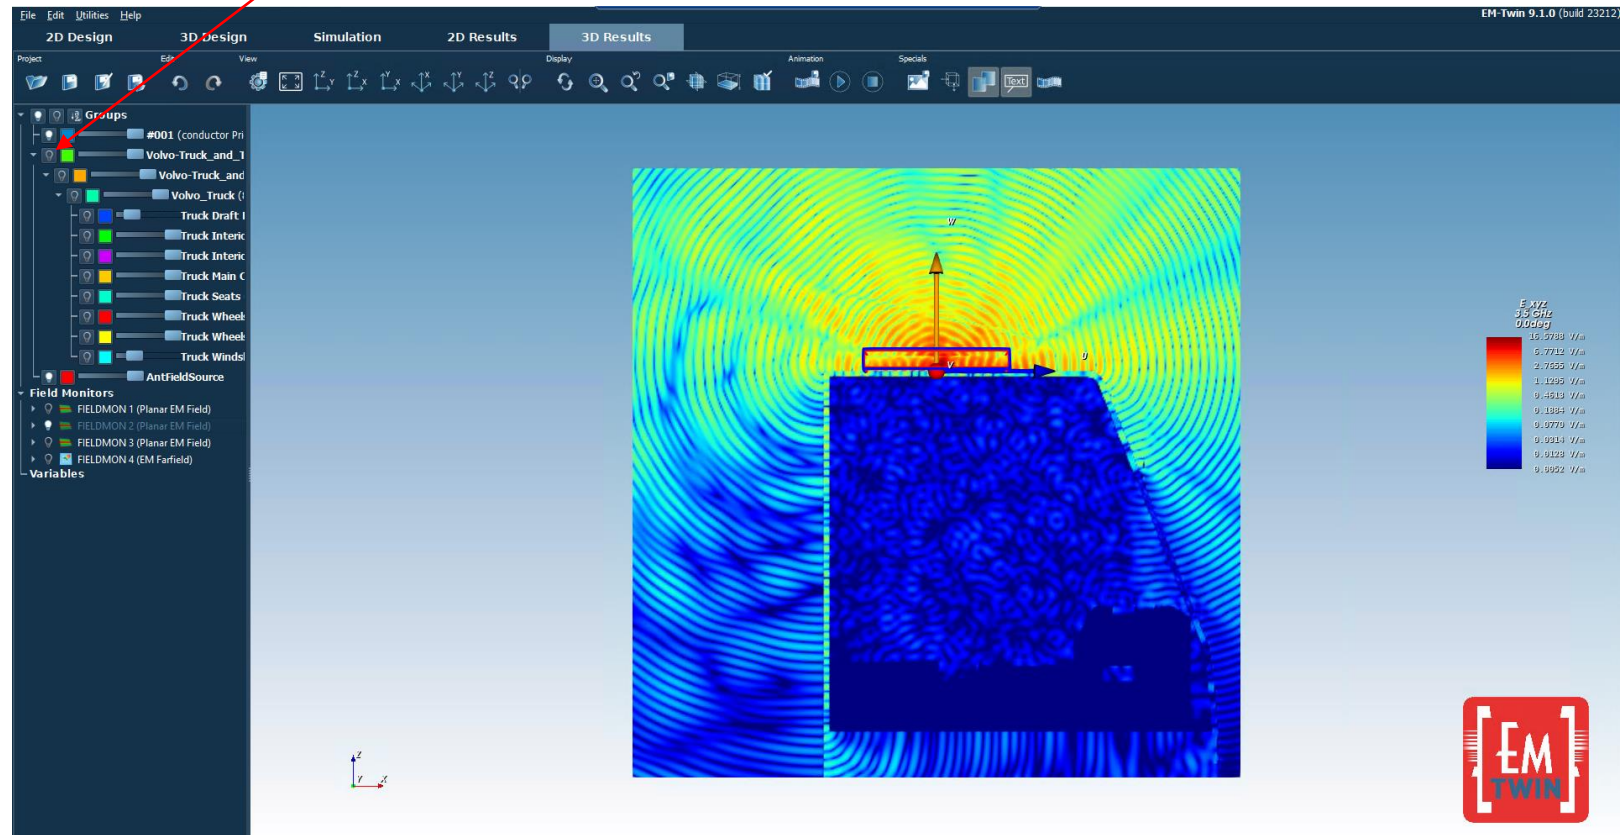 File Edit Utilities Help
EM-Twin 9.1.0 (build 23212)
2D Design 3D Design Simulation 2D Results 3D Results
Project Edit View Display Animation Specials
Z Y Z X Y X X Y Z
Text
Groups
#001 (conductor Pri
Volvo-Truck_and_T
Volvo-Truck_and
Volvo_Truck (
Truck Draft
Truck Interic
Truck Interic
Truck Main C
Truck Seats
Truck Wheel
Truck Wheel
Truck Winds
AntFieldSource
Field Monitors
FIELDMON 1 (Planar EM Field)
FIELDMON 2 (Planar EM Field)
FIELDMON 3 (Planar EM Field)
FIELDMON 4 (EM Farfield)
Variables
W
U
V
E xyz
3.5 GHz
0.0deg
16.5788 V/m
6.7712 V/m
2.7655 V/m
1.1295 V/m
0.4613 V/m
0.1884 V/m
0.0770 V/m
0.0314 V/m
0.0128 V/m
0.0052 V/m
Z
Y X
EM
TWIN